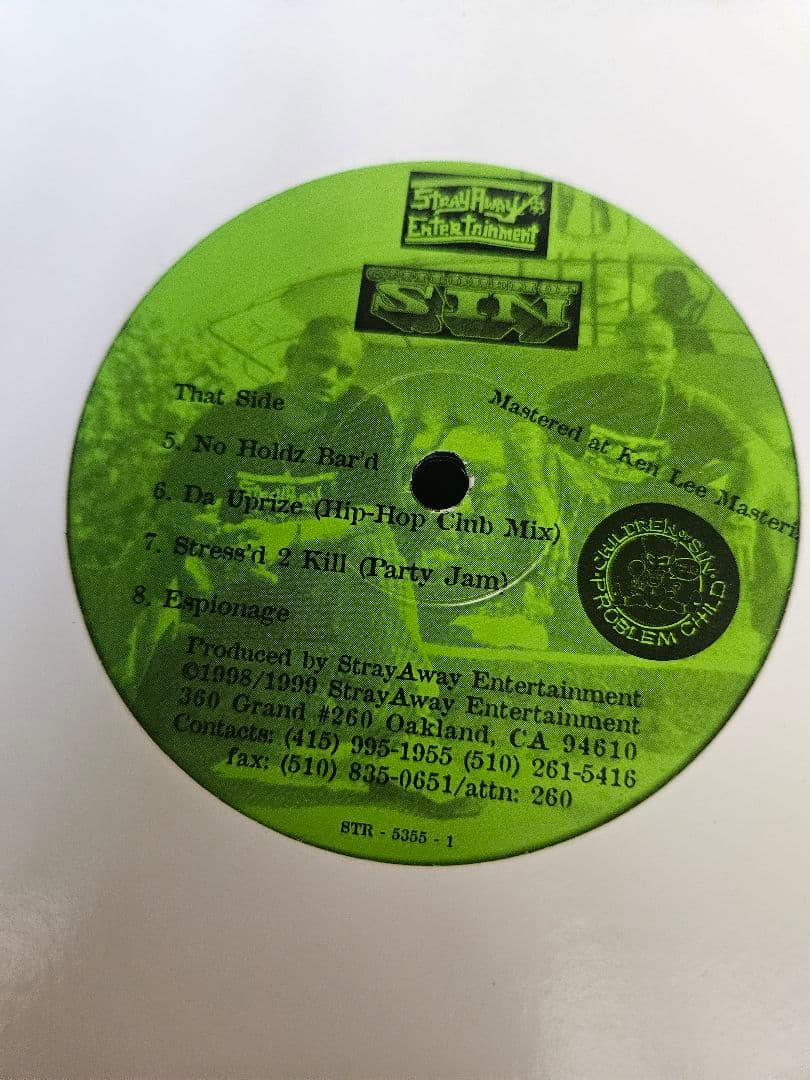 StrayAway
Entertainment
SIN
That Side
Mastered at Ken Lee Masteri
5. No Holdz Bar'd
6. Da Uprize (Hip-Hop Club Mix)
7. Stress'd 2 Kill (Party Jam)
8. Espionage
CHILDREN OF SIN
PROBLEM CHILD
Produced by StrayAway Entertainment
©1998/1999 StrayAway Entertainment
360 Grand #260 Oakland, CA 94610
Contacts: (415) 995-1955 (510) 261-5416
fax: (510) 835-0651/attn: 260
STR - 5355 - 1